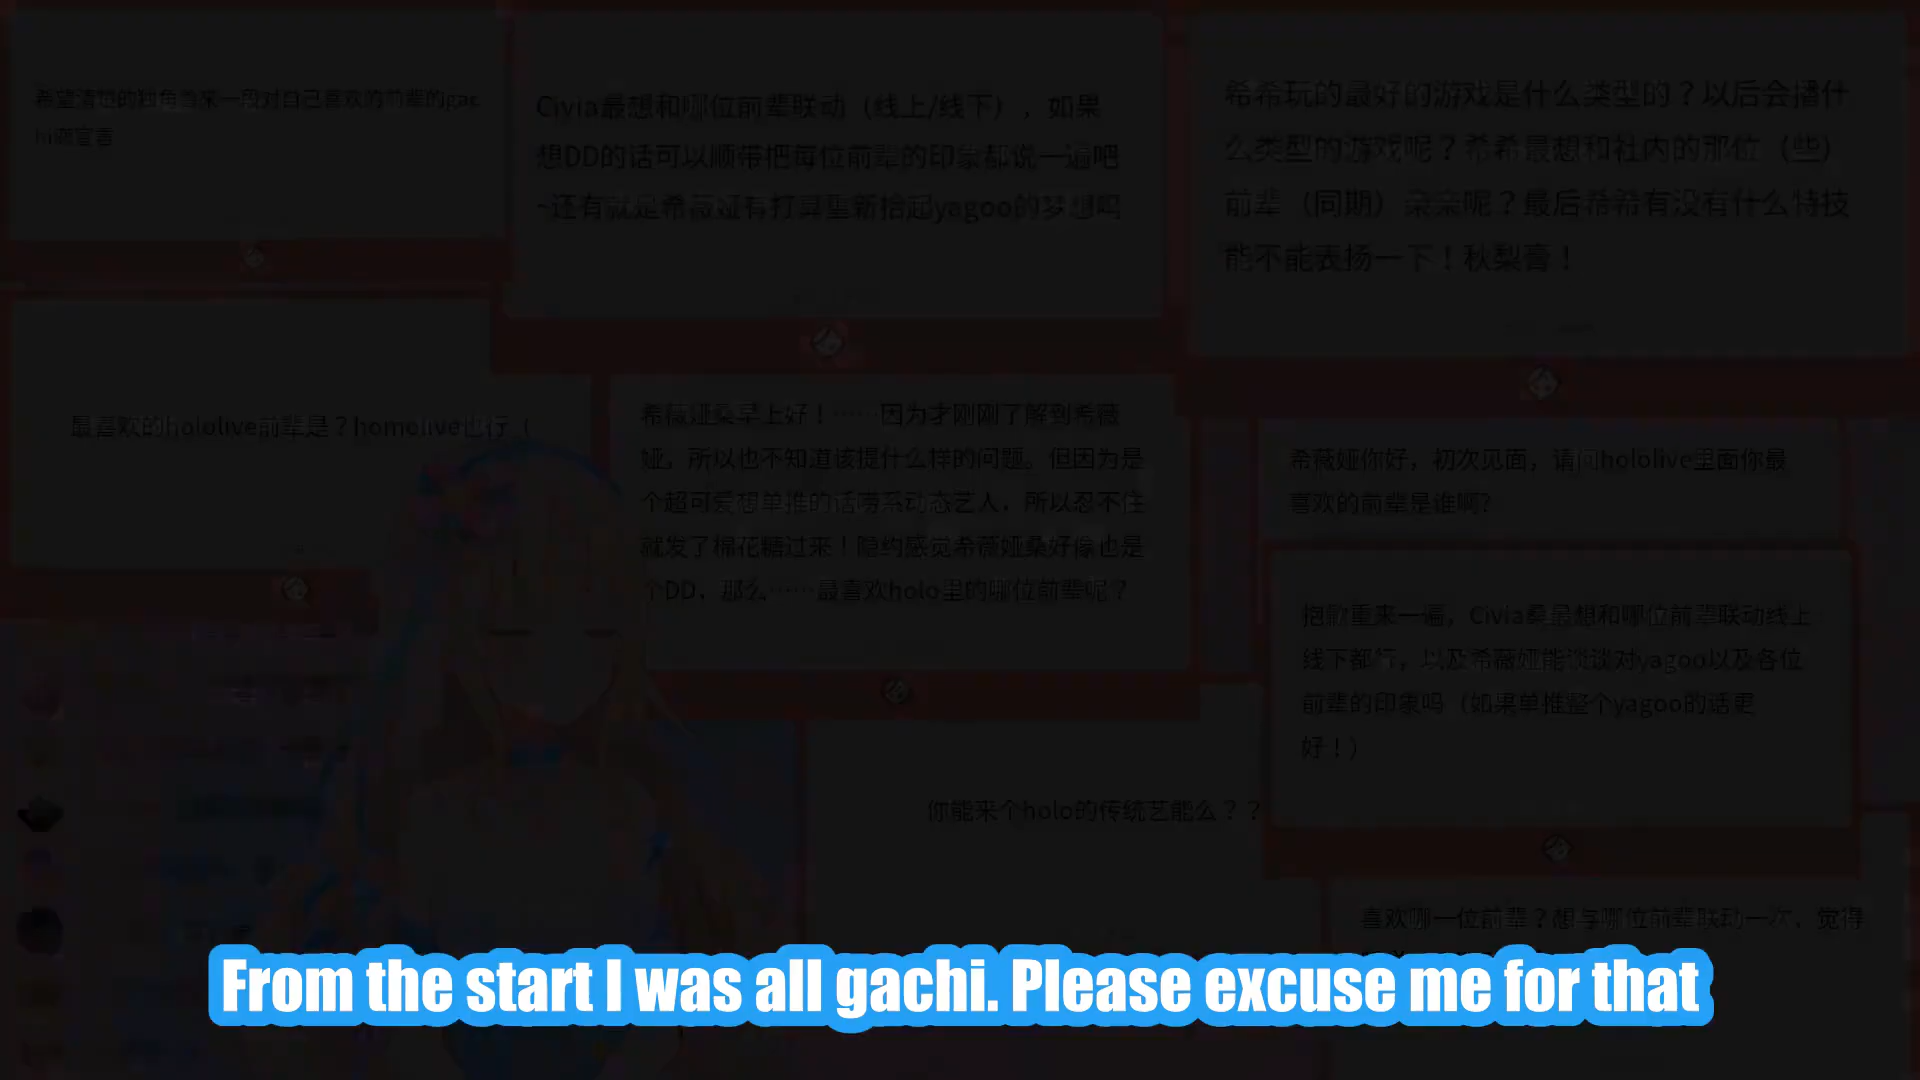 希望清楚的独角兽来一段对自己喜欢的前辈的gac
hi恋宣言
Civia最想和哪位前辈联动（线上/线下），如果
想DD的话可以顺带把每位前辈的印象都说一遍吧
~还有就是希薇娅有打算重新拾起yagoo的梦想吗
希希玩的最好的游戏是什么类型的？以后会播什
么类型的游戏呢？希希最想和社内的那位（些）
前辈（同期）亲亲呢？最后希希有没有什么特技
能不能表扬一下！秋梨膏！
最喜欢的hololive前辈是？homolive也行（
希薇娅桑早上好！……因为才刚刚了解到希薇
娅，所以也不知道该提什么样的问题。但因为是
个超可爱想单推的话唠系动态艺人，所以忍不住
就发了棉花糖过来！隐约感觉希薇娅桑好像也是
个DD，那么……最喜欢holo里的哪位前辈呢？
希薇娅你好，初次见面，请问hololive里面你最
喜欢的前辈是谁啊?
抱歉重来一遍，Civia桑最想和哪位前辈联动线上
线下都行，以及希薇娅能谈谈对yagoo以及各位
前辈的印象吗（如果单推整个yagoo的话更
好！）
你能来个holo的传统艺能么？？
喜欢哪一位前辈？想与哪位前辈联动一次，觉得
From the start I was all gachi. Please excuse me for that